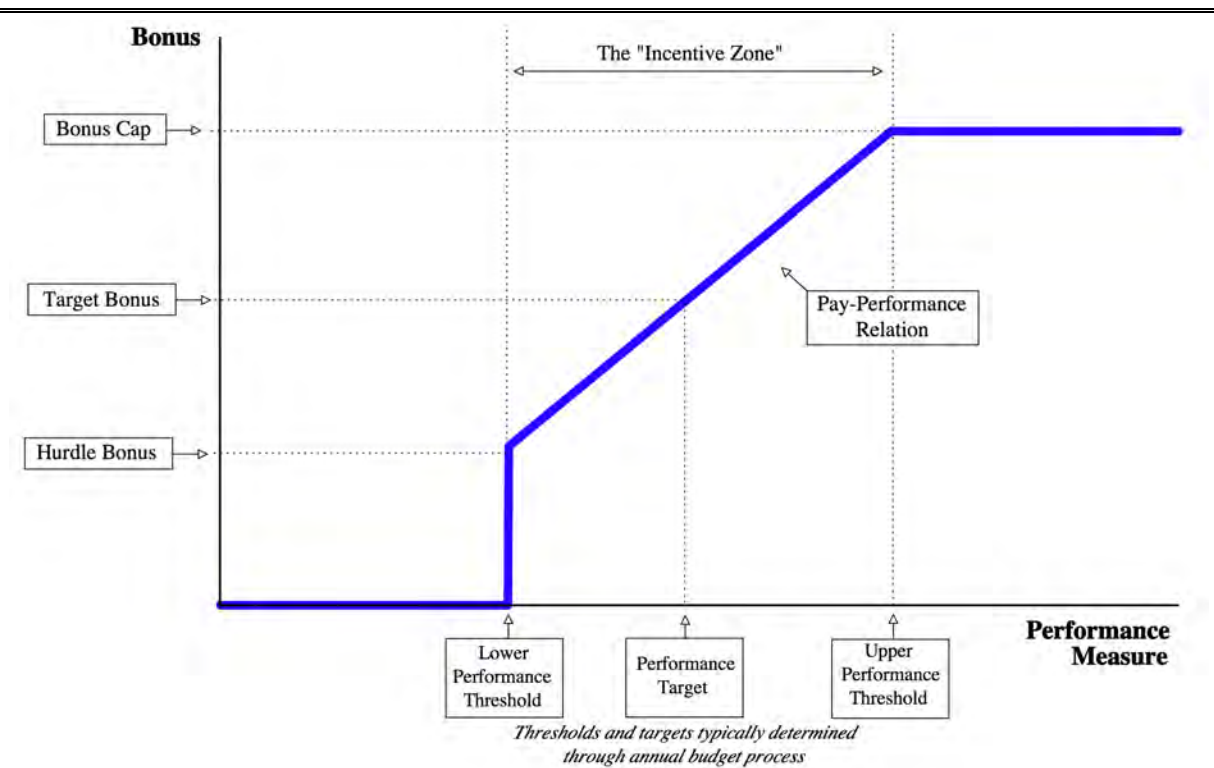 Bonus
The "Incentive Zone"
Bonus Cap
Target Bonus
Pay-Performance
Relation
Hurdle Bonus
Lower
Performance
Threshold
Performance
Target
Upper
Performance
Threshold
Performance
Measure
Thresholds and targets typically determined
through annual budget process